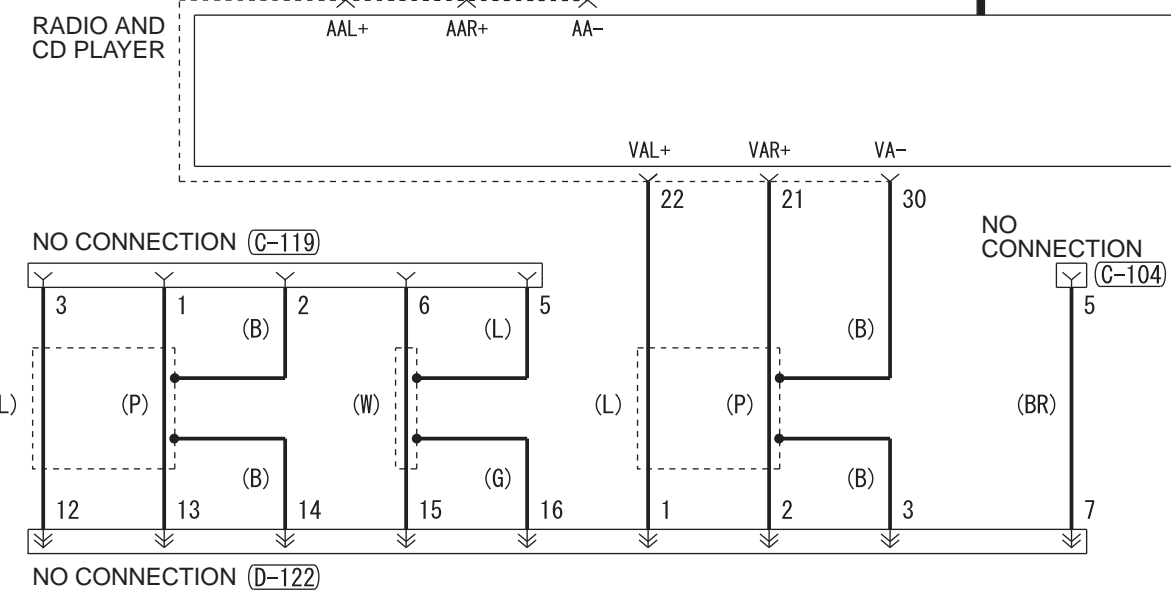 RADIO AND
CD PLAYER
AAL+ AAR+ AA-
VAL+ VAR+ VA-
22 21 30
NO CONNECTION C-119
NO
CONNECTION
C-104
3 1 2 6 5 5
(B) (L) (B)
L) (P) (W) (L) (P) (BR)
(B) (G) (B)
12 13 14 15 16 1 2 3 7
NO CONNECTION D-122